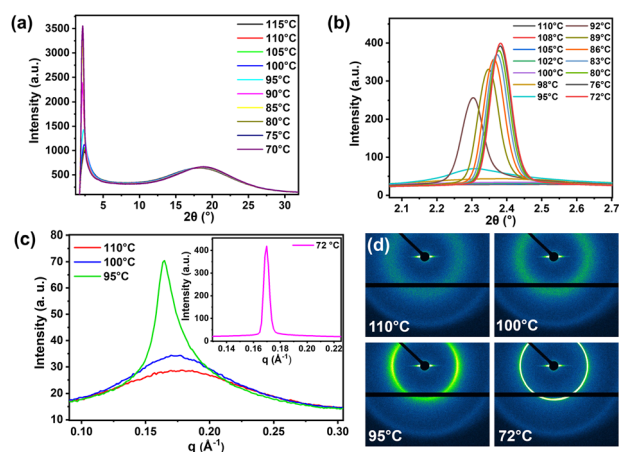 (a)
3500
3000
2500
2000
1500
1000
500
0
Intensity (a.u.)
5 10 15 20 25 30
2θ (°)
115°C
110°C
105°C
100°C
95°C
90°C
85°C
80°C
75°C
70°C
(b)
400
300
200
100
0
Intensity (a.u.)
2.1 2.2 2.3 2.4 2.5 2.6 2.7
2θ (°)
110°C 92°C
108°C 89°C
105°C 86°C
102°C 83°C
100°C 80°C
98°C 76°C
95°C 72°C
(c)
80
70
60
50
40
30
20
10
Intensity (a. u.)
0.10 0.15 0.20 0.25 0.30
q (Å⁻¹)
110°C
100°C
95°C
400
300
200
100
0
Intensity (a. u.)
0.14 0.16 0.18 0.20 0.22
q (Å⁻¹)
72 °C
(d)
110°C
100°C
95°C
72°C